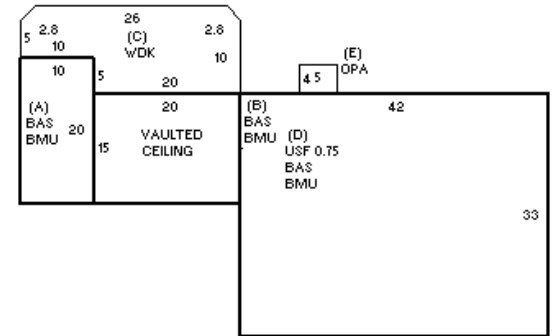 26
2.8
2.8
5
(C)
WDK
10
10
(E)
OPA
10
5
20
4 5
20
42
(A)
BAS
BMU
20
VAULTED
CEILING
15
(B)
BAS
BMU
(D)
USF 0.75
BAS
BMU
33